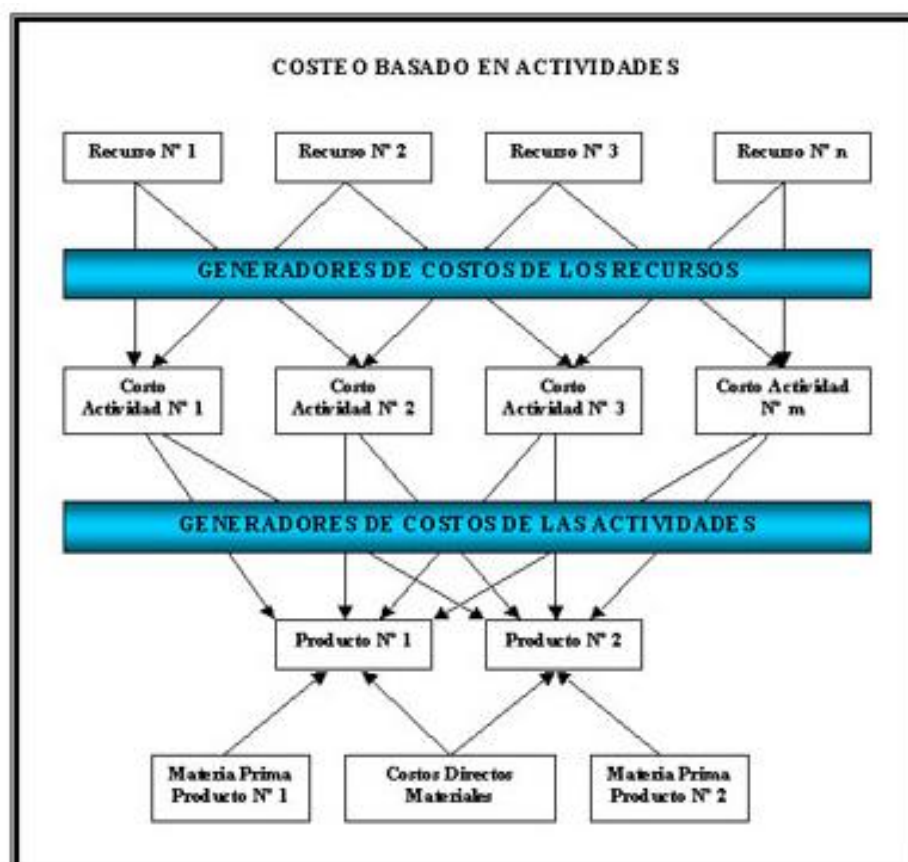 COSTEO BASADO EN ACTIVIDADES
Recurso Nº 1
Recurso Nº 2
Recurso Nº 3
Recurso Nº n
GENERADORES DE COSTOS DE LOS RECURSOS
Costo
Actividad Nº 1
Costo
Actividad Nº 2
Costo
Actividad Nº 3
Costo Actividad
Nº m
GENERADORES DE COSTOS DE LAS ACTIVIDADES
Producto Nº 1
Producto Nº 2
Materia Prima
Producto Nº 1
Costos Directos
Materiales
Materia Prima
Producto Nº 2